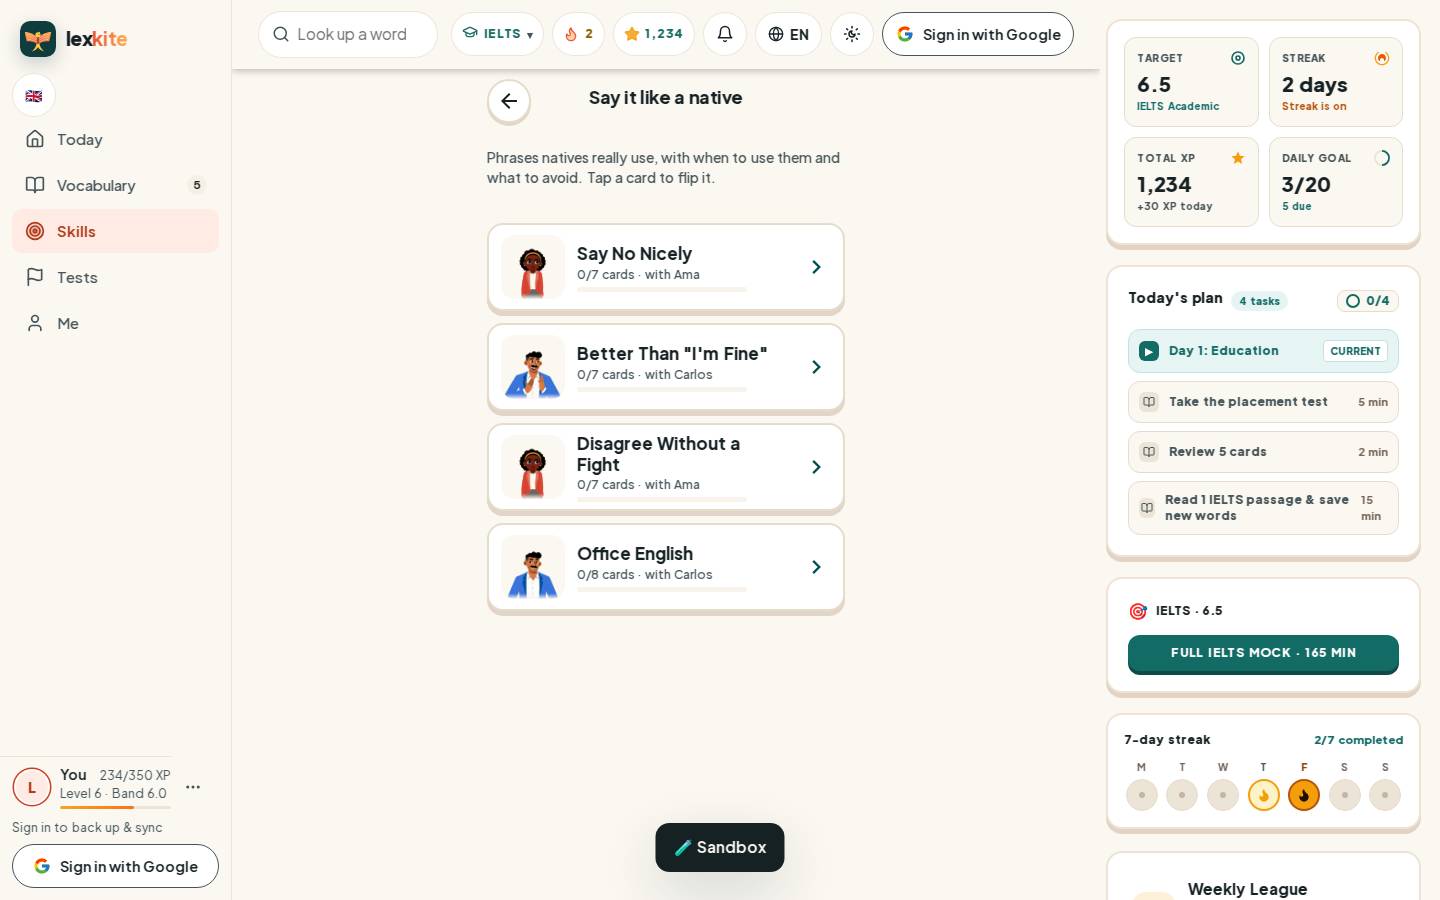 lexkite
Today
Vocabulary 5
Skills
Tests
Me
L
You 234/350 XP
Level 6 · Band 6.0
Sign in to back up & sync
Sign in with Google
Look up a word
IELTS ▾
2
1,234
EN
Sign in with Google
Say it like a native
Phrases natives really use, with when to use them and
what to avoid. Tap a card to flip it.
Say No Nicely
0/7 cards · with Ama
Better Than "I'm Fine"
0/7 cards · with Carlos
Disagree Without a
Fight
0/7 cards · with Ama
Office English
0/8 cards · with Carlos
Sandbox
TARGET
6.5
IELTS Academic
STREAK
2 days
Streak is on
TOTAL XP
1,234
+30 XP today
DAILY GOAL
3/20
5 due
Today's plan 4 tasks 0/4
Day 1: Education CURRENT
Take the placement test 5 min
Review 5 cards 2 min
Read 1 IELTS passage & save
new words
15
min
IELTS · 6.5
FULL IELTS MOCK · 165 MIN
7-day streak 2/7 completed
M T W T F S S
Weekly League